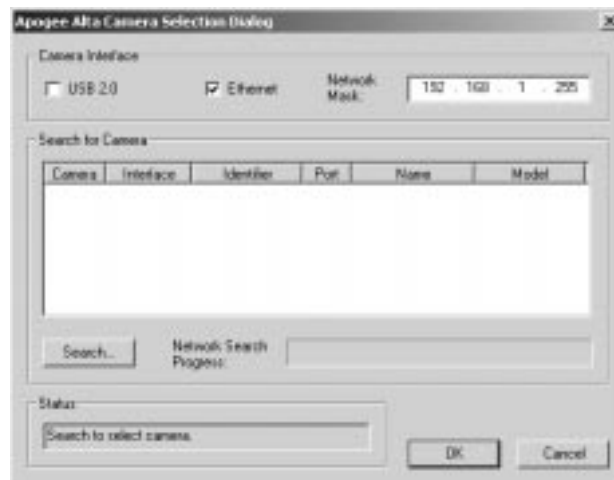 Apogee Alta Camera Selection Dialog
Camera Interface
USB 2.0
Ethernet
Network Mask:
192 . 168 . 1 . 255
Search for Camera
Camera Interface Identifier Port Name Model
Search...
Network Search Progress:
Status
Search to select camera.
OK
Cancel